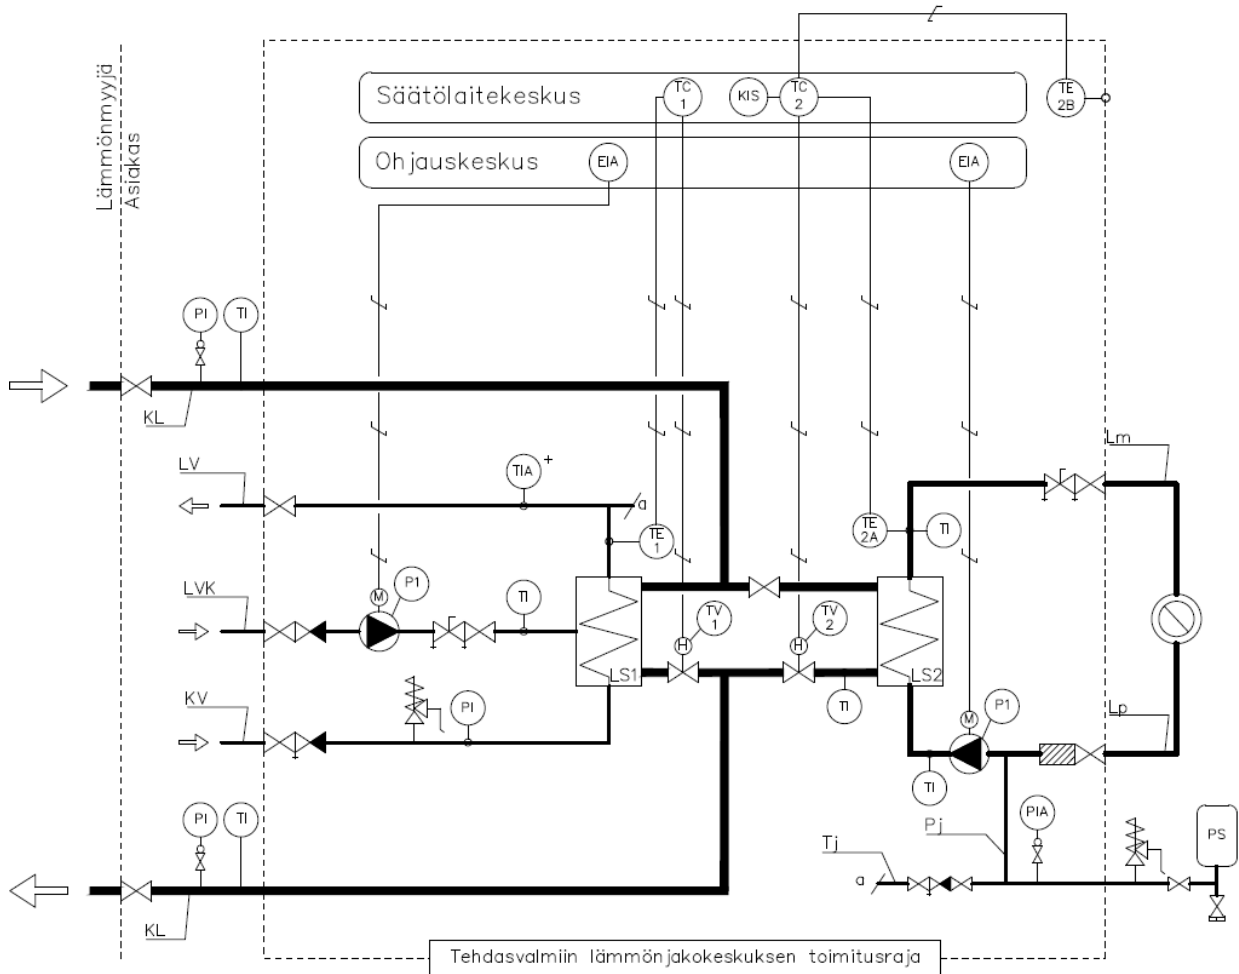 TC
1
KIS
TC
2
TE
2B
Säätölaitekeskus
Ohjauskeskus
EIA
EIA
Lämmönmyyjä
Asiakas
PI
TI
KL
Lm
LV
TIA
+
a
TE
1
TE
2A
TI
LVK
M
P1
TI
TV
1
TV
2
H
H
LS1
LS2
KV
PI
TI
M
P1
Lp
TI
PI
TI
PIA
PS
Pj
Tj
a
KL
Tehdasvalmiin lämmönjakokeskuksen toimitusraja